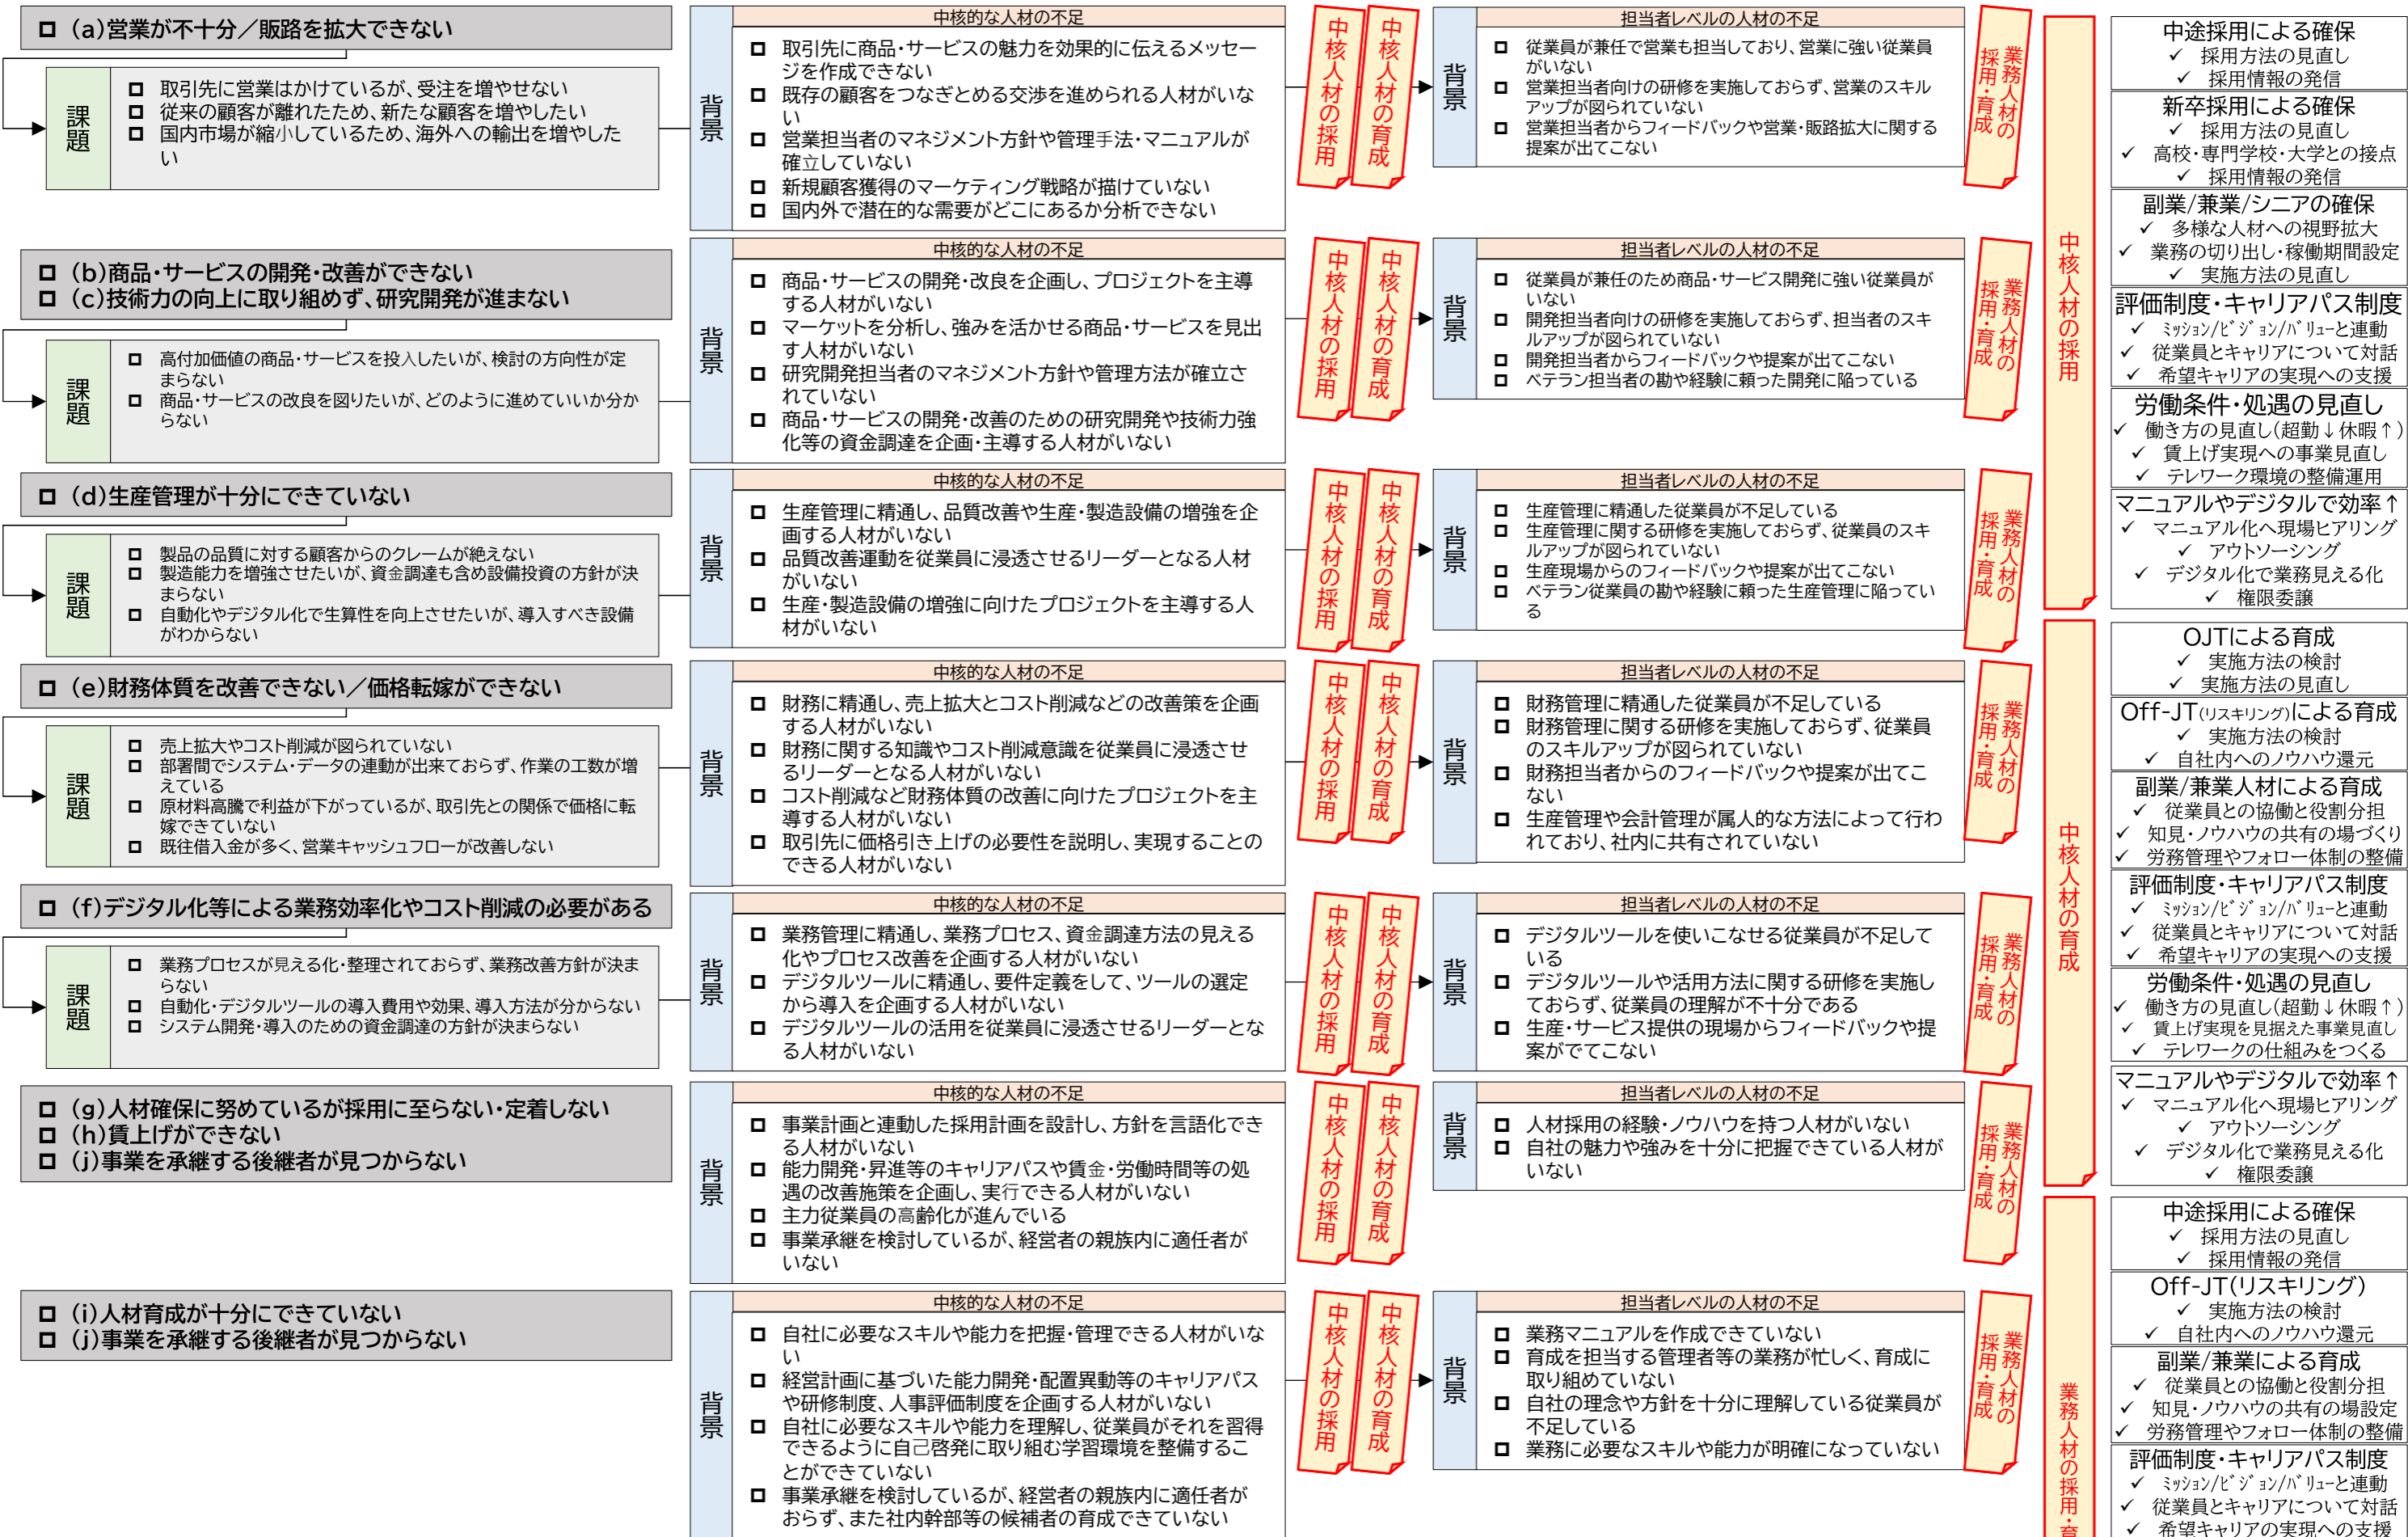 (a)営業が不十分／販路を拡大できない
課題
取引先に営業はかけているが、受注を増やせない
従来の顧客が離れたため、新たな顧客を増やしたい
国内市場が縮小しているため、海外への輸出を増やした
い
背景
中核的な人材の不足
取引先に商品・サービスの魅力を効果的に伝えるメッセー
ジを作成できない
既存の顧客をつなぎとめる交渉を進められる人材がいな
い
営業担当者のマネジメント方針や管理手法・マニュアルが
確立していない
新規顧客獲得のマーケティング戦略が描けていない
国内外で潜在的な需要がどこにあるか分析できない
中核人材の採用
中核人材の育成
背景
担当者レベルの人材の不足
従業員が兼任で営業も担当しており、営業に強い従業員
がいない
営業担当者向けの研修を実施しておらず、営業のスキル
アップが図られていない
営業担当者からフィードバックや営業・販路拡大に関する
提案が出てこない
業務人材の
採用・育成
(b)商品・サービスの開発・改善ができない
(c)技術力の向上に取り組めず、研究開発が進まない
課題
高付加価値の商品・サービスを投入したいが、検討の方向性が定
まらない
商品・サービスの改良を図りたいが、どのように進めていいか分か
らない
背景
中核的な人材の不足
商品・サービスの開発・改良を企画し、プロジェクトを主導
する人材がいない
マーケットを分析し、強みを活かせる商品・サービスを見出
す人材がいない
研究開発担当者のマネジメント方針や管理方法が確立さ
れていない
商品・サービスの開発・改善のための研究開発や技術力強
化等の資金調達を企画・主導する人材がいない
中核人材の採用
中核人材の育成
背景
担当者レベルの人材の不足
従業員が兼任のため商品・サービス開発に強い従業員が
いない
開発担当者向けの研修を実施しておらず、担当者のスキ
ルアップが図られていない
開発担当者からフィードバックや提案が出てこない
ベテラン担当者の勘や経験に頼った開発に陥っている
業務人材の
採用・育成
(d)生産管理が十分にできていない
課題
製品の品質に対する顧客からのクレームが絶えない
製造能力を増強させたいが、資金調達も含め設備投資の方針が決
まらない
自動化やデジタル化で生算性を向上させたいが、導入すべき設備
がわからない
背景
中核的な人材の不足
生産管理に精通し、品質改善や生産・製造設備の増強を企
画する人材がいない
品質改善運動を従業員に浸透させるリーダーとなる人材
がいない
生産・製造設備の増強に向けたプロジェクトを主導する人
材がいない
中核人材の採用
中核人材の育成
背景
担当者レベルの人材の不足
生産管理に精通した従業員が不足している
生産管理に関する研修を実施しておらず、従業員のスキ
ルアップが図られていない
生産現場からのフィードバックや提案が出てこない
ベテラン従業員の勘や経験に頼った生産管理に陥ってい
る
業務人材の
採用・育成
(e)財務体質を改善できない／価格転嫁ができない
課題
売上拡大やコスト削減が図られていない
部署間でシステム・データの連動が出来ておらず、作業の工数が増
えている
原材料高騰で利益が下がっているが、取引先との関係で価格に転
嫁できていない
既往借入金が多く、営業キャッシュフローが改善しない
背景
中核的な人材の不足
財務に精通し、売上拡大とコスト削減などの改善策を企画
する人材がいない
財務に関する知識やコスト削減意識を従業員に浸透させ
るリーダーとなる人材がいない
コスト削減など財務体質の改善に向けたプロジェクトを主
導する人材がいない
取引先に価格引き上げの必要性を説明し、実現することの
できる人材がいない
中核人材の採用
中核人材の育成
背景
担当者レベルの人材の不足
財務管理に精通した従業員が不足している
財務管理に関する研修を実施しておらず、従業員
のスキルアップが図られていない
財務担当者からのフィードバックや提案が出てこ
ない
生産管理や会計管理が属人的な方法によって行わ
れており、社内に共有されていない
業務人材の
採用・育成
(f)デジタル化等による業務効率化やコスト削減の必要がある
課題
業務プロセスが見える化・整理されておらず、業務改善方針が決ま
らない
自動化・デジタルツールの導入費用や効果、導入方法が分からない
システム開発・導入のための資金調達の方針が決まらない
背景
中核的な人材の不足
業務管理に精通し、業務プロセス、資金調達方法の見える
化やプロセス改善を企画する人材がいない
デジタルツールに精通し、要件定義をして、ツールの選定
から導入を企画する人材がいない
デジタルツールの活用を従業員に浸透させるリーダーとな
る人材がいない
中核人材の採用
中核人材の育成
背景
担当者レベルの人材の不足
デジタルツールを使いこなせる従業員が不足して
いる
デジタルツールや活用方法に関する研修を実施し
ておらず、従業員の理解が不十分である
生産・サービス提供の現場からフィードバックや提
案がでてこない
業務人材の
採用・育成
(g)人材確保に努めているが採用に至らない・定着しない
(h)賃上げができない
(j)事業を承継する後継者が見つからない
背景
中核的な人材の不足
事業計画と連動した採用計画を設計し、方針を言語化でき
る人材がいない
能力開発・昇進等のキャリアパスや賃金・労働時間等の処
遇の改善施策を企画し、実行できる人材がいない
主力従業員の高齢化が進んでいる
事業承継を検討しているが、経営者の親族内に適任者が
いない
中核人材の採用
中核人材の育成
背景
担当者レベルの人材の不足
人材採用の経験・ノウハウを持つ人材がいない
自社の魅力や強みを十分に把握できている人材が
いない
業務人材の
採用・育成
(i)人材育成が十分にできていない
(j)事業を承継する後継者が見つからない
背景
中核的な人材の不足
自社に必要なスキルや能力を把握・管理できる人材がいな
い
経営計画に基づいた能力開発・配置異動等のキャリアパス
や研修制度、人事評価制度を企画する人材がいない
自社に必要なスキルや能力を理解し、従業員がそれを習得
できるように自己啓発に取り組む学習環境を整備するこ
とができていない
事業承継を検討しているが、経営者の親族内に適任者が
おらず、また社内幹部等の候補者の育成できていない
中核人材の採用
中核人材の育成
背景
担当者レベルの人材の不足
業務マニュアルを作成できていない
育成を担当する管理者等の業務が忙しく、育成に
取り組めていない
自社の理念や方針を十分に理解している従業員が
不足している
業務に必要なスキルや能力が明確になっていない
業務人材の
採用・育成
中核人材の採用
中途採用による確保
✓ 採用方法の見直し
✓ 採用情報の発信
新卒採用による確保
✓ 採用方法の見直し
✓ 高校・専門学校・大学との接点
✓ 採用情報の発信
副業/兼業/シニアの確保
✓ 多様な人材への視野拡大
✓ 業務の切り出し・稼働期間設定
✓ 実施方法の見直し
評価制度・キャリアパス制度
✓ ﾐｯｼｮﾝ/ﾋﾞｼﾞｮﾝ/ﾊﾞﾘｭｰと連動
✓ 従業員とキャリアについて対話
✓ 希望キャリアの実現への支援
労働条件・処遇の見直し
✓ 働き方の見直し(超勤↓休暇↑)
✓ 賃上げ実現への事業見直し
✓ テレワーク環境の整備運用
マニュアルやデジタルで効率↑
✓ マニュアル化へ現場ヒアリング
✓ アウトソーシング
✓ デジタル化で業務見える化
✓ 権限委譲
中核人材の育成
OJTによる育成
✓ 実施方法の検討
✓ 実施方法の見直し
Off-JT(リスキリング)による育成
✓ 実施方法の検討
✓ 自社内へのノウハウ還元
副業/兼業人材による育成
✓ 従業員との協働と役割分担
✓ 知見・ノウハウの共有の場づくり
✓ 労務管理やフォロー体制の整備
評価制度・キャリアパス制度
✓ ﾐｯｼｮﾝ/ﾋﾞｼﾞｮﾝ/ﾊﾞﾘｭｰと連動
✓ 従業員とキャリアについて対話
✓ 希望キャリアの実現への支援
労働条件・処遇の見直し
✓ 働き方の見直し(超勤↓休暇↑)
✓ 賃上げ実現を見据えた事業見直し
✓ テレワークの仕組みをつくる
マニュアルやデジタルで効率↑
✓ マニュアル化へ現場ヒアリング
✓ アウトソーシング
✓ デジタル化で業務見える化
✓ 権限委譲
業務人材の採用・育
中途採用による確保
✓ 採用方法の見直し
✓ 採用情報の発信
Off-JT(リスキリング)
✓ 実施方法の検討
✓ 自社内へのノウハウ還元
副業/兼業による育成
✓ 従業員との協働と役割分担
✓ 知見・ノウハウの共有の場設定
✓ 労務管理やフォロー体制の整備
評価制度・キャリアパス制度
✓ ﾐｯｼｮﾝ/ﾋﾞｼﾞｮﾝ/ﾊﾞﾘｭｰと連動
✓ 従業員とキャリアについて対話
✓ 希望キャリアの実現への支援